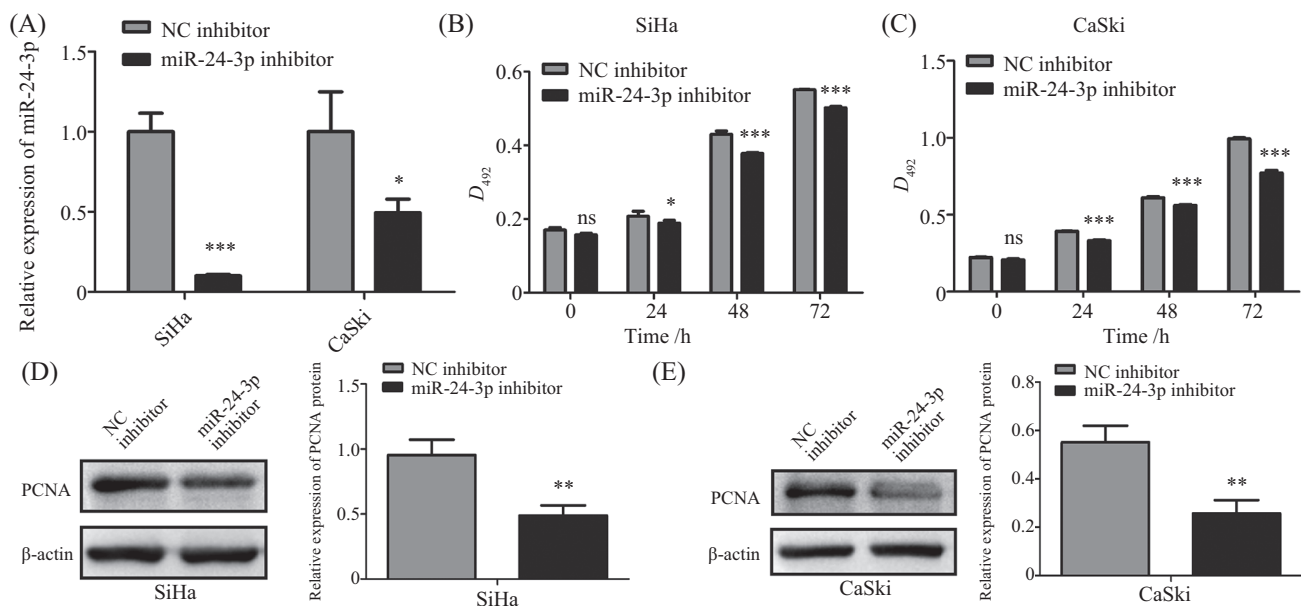 (A)
NC inhibitor
miR-24-3p inhibitor
Relative expression of miR-24-3p
1.5
1.0
0.5
0
***
*
SiHa
CaSki
(B)
SiHa
NC inhibitor
miR-24-3p inhibitor
D492
0.6
0.4
0.2
0
ns
*
***
***
0 24 48 72
Time /h
(C)
CaSki
NC inhibitor
miR-24-3p inhibitor
D492
1.5
1.0
0.5
0
ns
***
***
***
0 24 48 72
Time /h
(D)
NC
inhibitor
miR-24-3p
inhibitor
PCNA
β-actin
SiHa
NC inhibitor
miR-24-3p inhibitor
Relative expression of PCNA protein
1.5
1.0
0.5
0.0
**
SiHa
(E)
NC
inhibitor
miR-24-3p
inhibitor
PCNA
β-actin
CaSki
NC inhibitor
miR-24-3p inhibitor
Relative expression of PCNA protein
0.8
0.6
0.4
0.2
0.0
**
CaSki